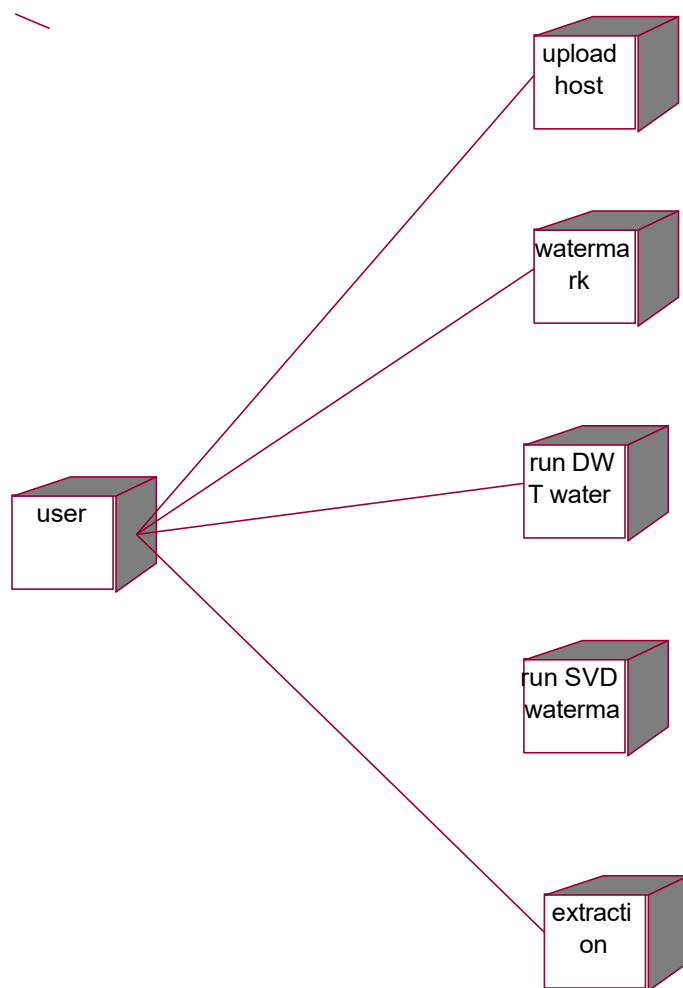 upload
host
waterma
rk
run DW
T water
user
run SVD
waterma
extracti
on